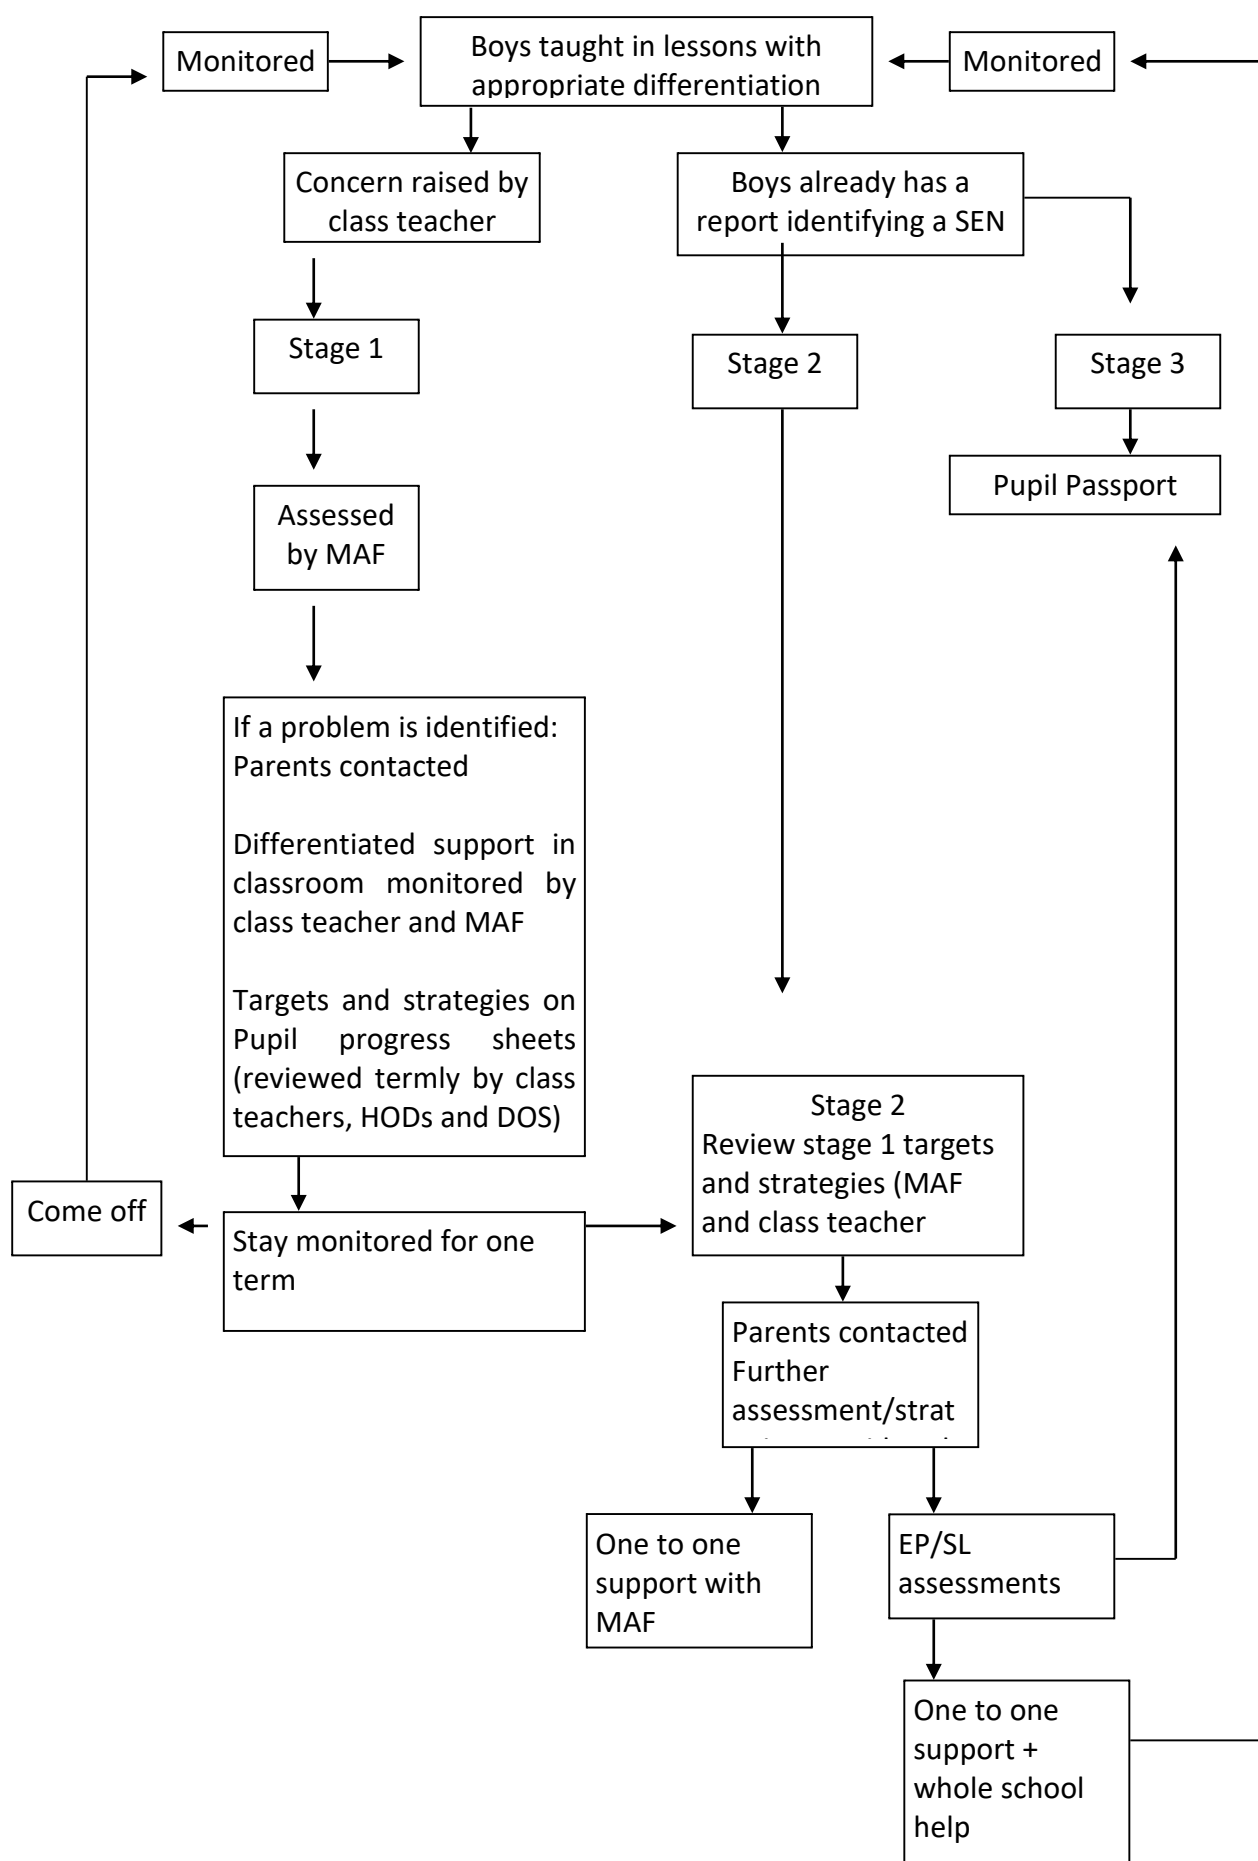 Monitored
Boys taught in lessons with
appropriate differentiation
Monitored
Concern raised by
class teacher
Boys already has a
report identifying a SEN
Stage 1
Stage 2
Stage 3
Pupil Passport
Assessed
by MAF
If a problem is identified:
Parents contacted
Differentiated support in
classroom monitored by
class teacher and MAF
Targets and strategies on
Pupil progress sheets
(reviewed termly by class
teachers, HODs and DOS)
Stage 2
Review stage 1 targets
and strategies (MAF
and class teacher
Come off
Stay monitored for one
term
Parents contacted
Further
assessment/strat
One to one
support with
MAF
EP/SL
assessments
One to one
support +
whole school
help